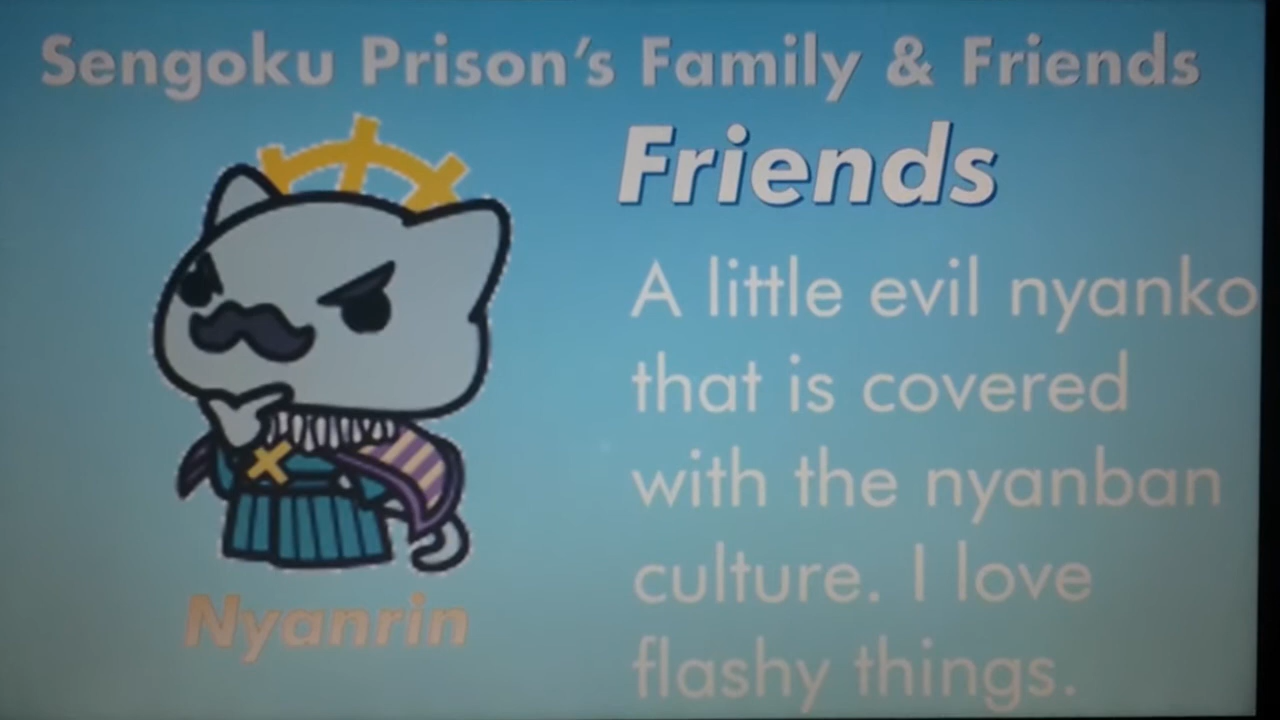 Sengoku Prison's Family & Friends
Friends
A little evil nyanko
that is covered
with the nyanban
culture. I love
flashy things.
Nyanrin